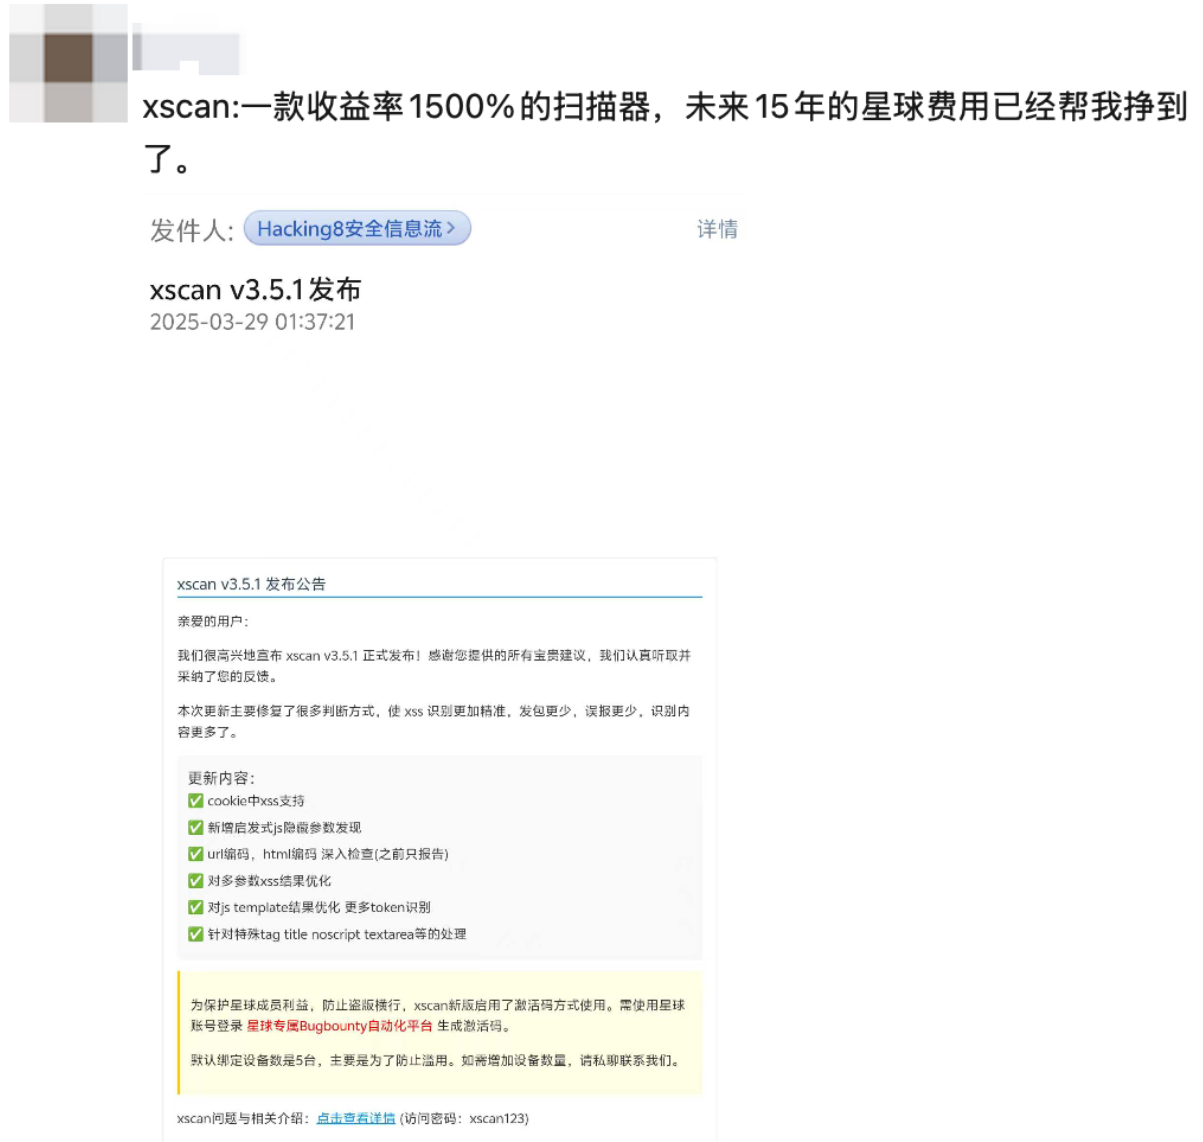 xscan:一款收益率1500%的扫描器，未来15年的星球费用已经帮我挣到
了。
发件人: Hacking8安全信息流 > 详情
xscan v3.5.1发布
2025-03-29 01:37:21
xscan v3.5.1 发布公告
亲爱的用户：
我们很高兴地宣布 xscan v3.5.1 正式发布！感谢您提供的所有宝贵建议，我们认真听取并
采纳了您的反馈。
本次更新主要修复了很多判断方式，使 xss 识别更加精准，发包更少，误报更少，识别内
容更多了。
更新内容：
✅ cookie中xss支持
✅ 新增启发式js隐藏参数发现
✅ url编码，html编码 深入检查(之前只报告)
✅ 对多参数xss结果优化
✅ 对js template结果优化 更多token识别
✅ 针对特殊tag title noscript textarea等的处理
为保护星球成员利益，防止盗版横行，xscan新版启用了激活码方式使用。需使用星球
账号登录 星球专属Bugbounty自动化平台 生成激活码。
默认绑定设备数是5台，主要是为了防止滥用。如需增加设备数量，请私聊联系我们。
xscan问题与相关介绍：点击查看详情 (访问密码：xscan123)